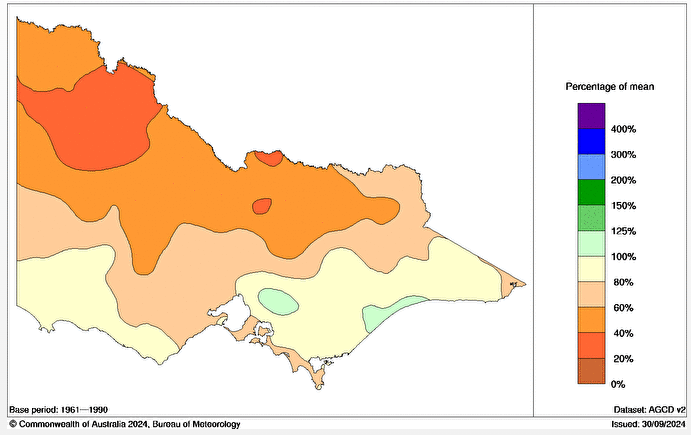 Percentage of mean
400%
300%
200%
150%
125%
100%
80%
60%
40%
20%
0%
Base period: 1961—1990
Dataset: AGCD v2
© Commonwealth of Australia 2024, Bureau of Meteorology
Issued: 30/09/2024